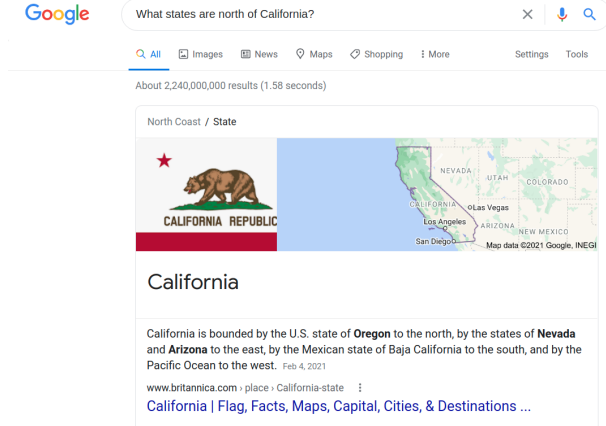 Google
What states are north of California?
All Images News Maps Shopping More Settings Tools
About 2,240,000,000 results (1.58 seconds)
North Coast / State
CALIFORNIA REPUBLIC
NEVADA
UTAH
COLORADO
CALIFORNIA
Las Vegas
Los Angeles
ARIZONA
NEW MEXICO
San Diego
Map data ©2021 Google, INEGI
California
California is bounded by the U.S. state of Oregon to the north, by the states of Nevada
and Arizona to the east, by the Mexican state of Baja California to the south, and by the
Pacific Ocean to the west. Feb 4, 2021
www.britannica.com › place › California-state
California | Flag, Facts, Maps, Capital, Cities, & Destinations ...